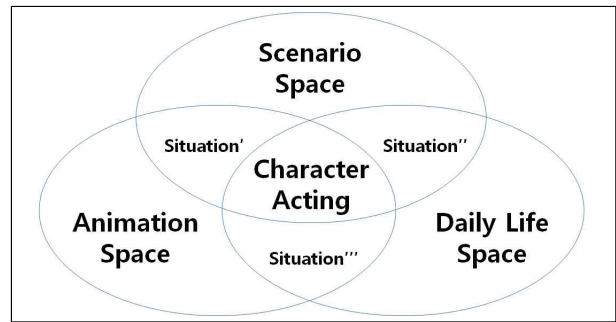 Scenario
Space
Situation′
Situation′′
Character
Acting
Animation
Space
Daily Life
Space
Situation′′′